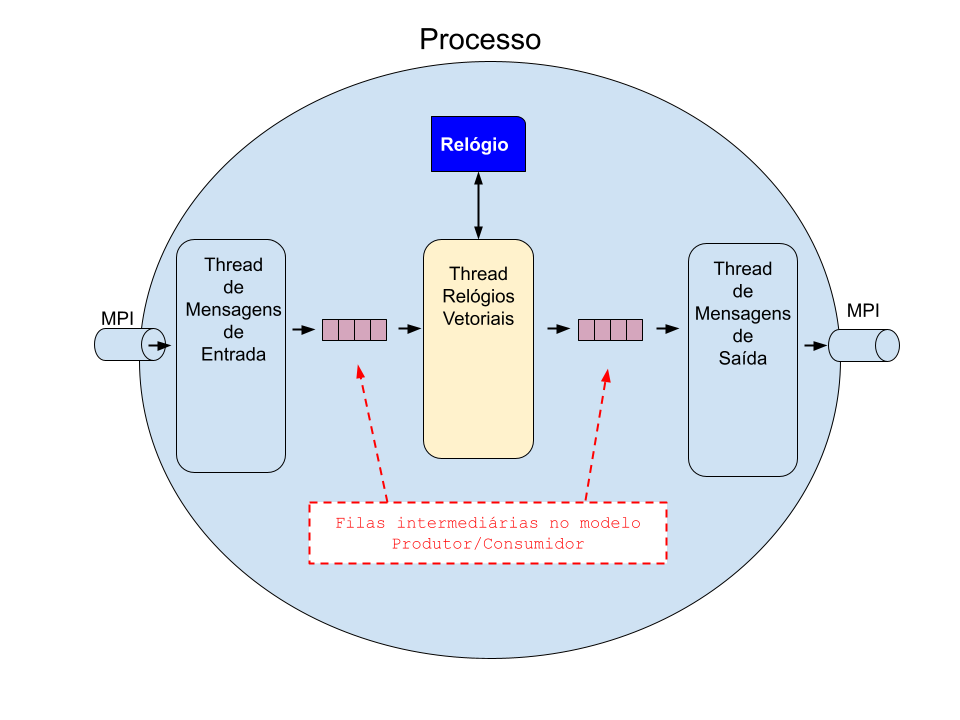 Processo
Relógio
Thread
de
Mensagens
de
Entrada
Thread
Relógios
Vetoriais
Thread
de
Mensagens
de
Saída
MPI
MPI
Filas intermediárias no modelo
Produtor/Consumidor